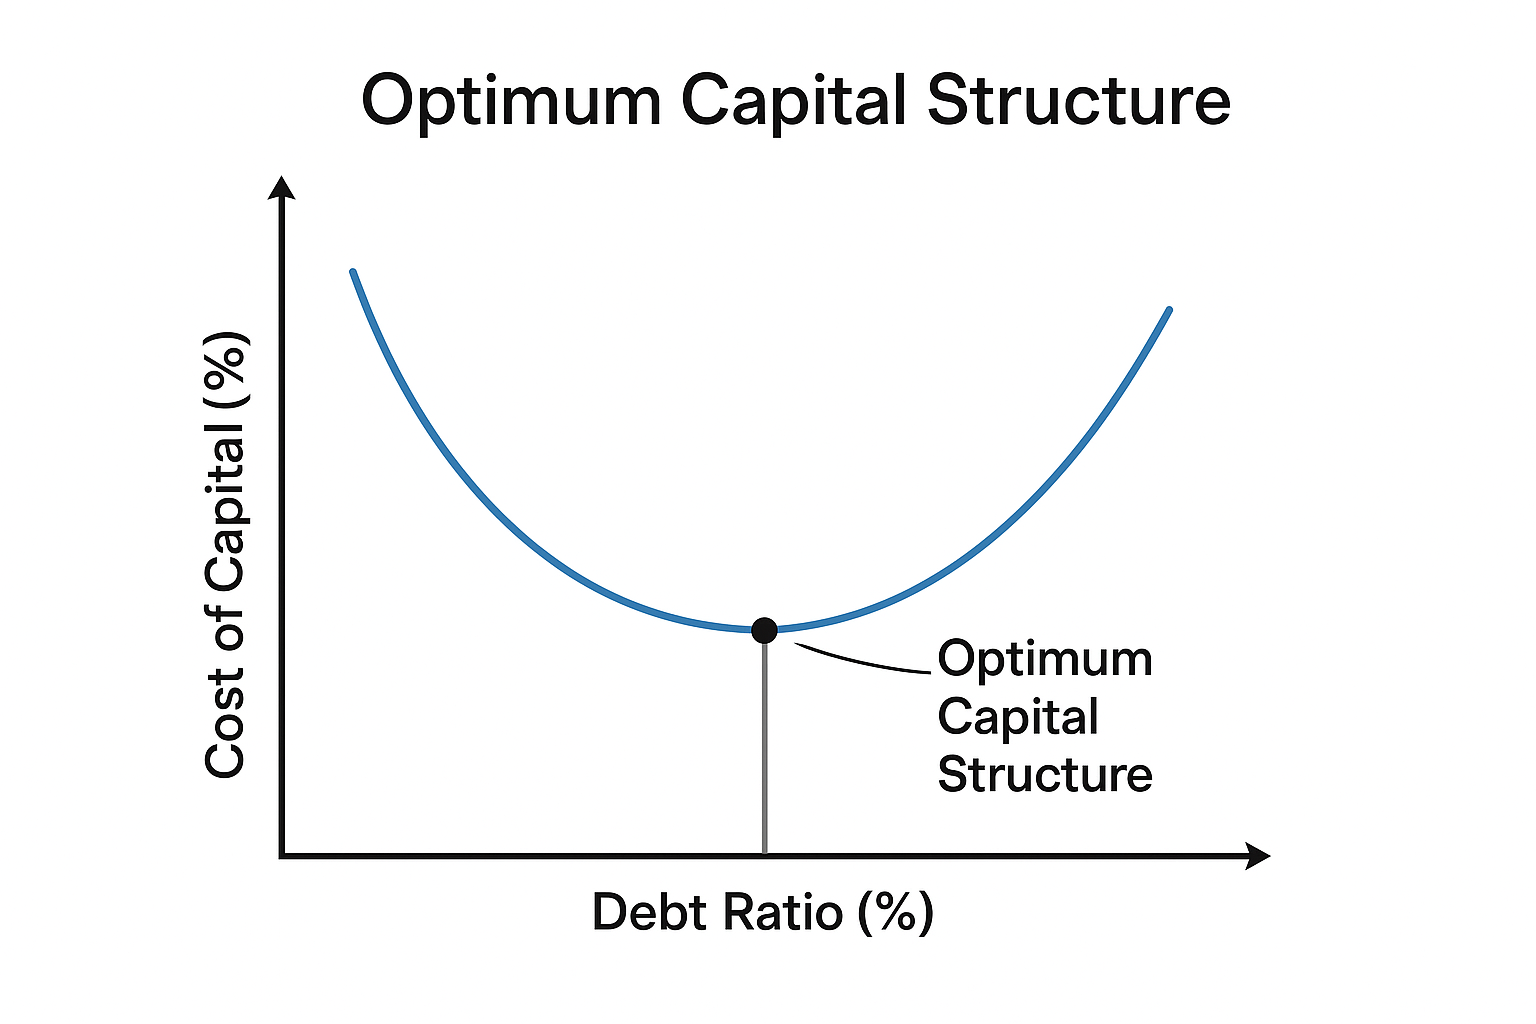 Optimum Capital Structure
Cost of Capital (%)
Optimum
Capital
Structure
Debt Ratio (%)